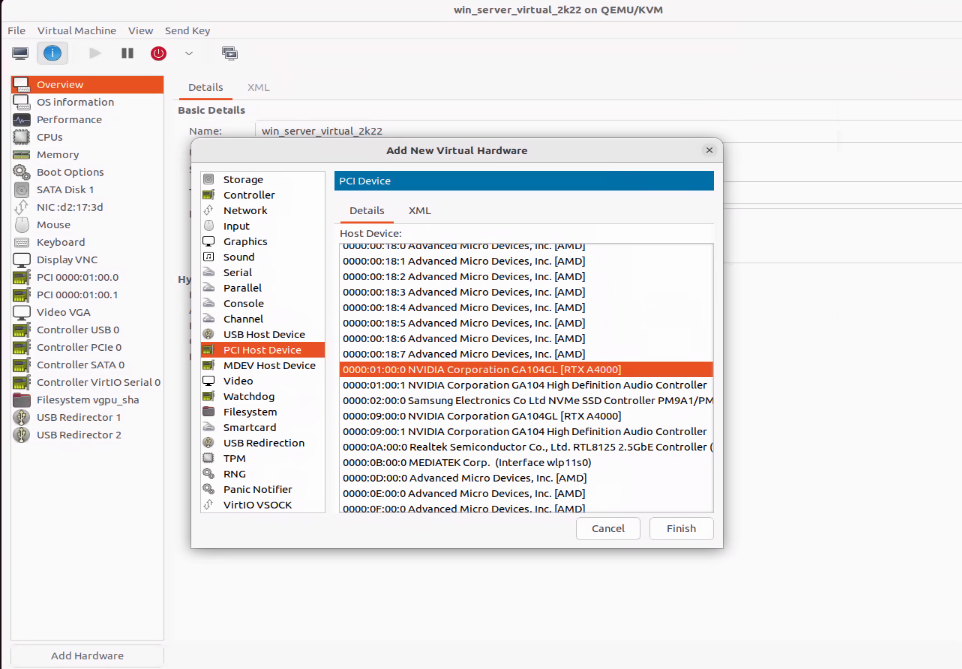 win_server_virtual_2k22 on QEMU/KVM
File Virtual Machine View Send Key
Overview
OS information
Performance
CPUs
Memory
Boot Options
SATA Disk 1
NIC :d2:17:3d
Mouse
Keyboard
Display VNC
PCI 0000:01:00.0
PCI 0000:01:00.1
Video VGA
Controller USB 0
Controller PCIe 0
Controller SATA 0
Controller VirtIO Serial 0
Filesystem vgpu_sha
USB Redirector 1
USB Redirector 2
Add Hardware
Details XML
Basic Details
Name: win_server_virtual_2k22
Hy
Add New Virtual Hardware
Storage
Controller
Network
Input
Graphics
Sound
Serial
Parallel
Console
Channel
USB Host Device
PCI Host Device
MDEV Host Device
Video
Watchdog
Filesystem
Smartcard
USB Redirection
TPM
RNG
Panic Notifier
VirtIO VSOCK
PCI Device
Details XML
Host Device:
0000:00:18:0 Advanced Micro Devices, Inc. [AMD]
0000:00:18:1 Advanced Micro Devices, Inc. [AMD]
0000:00:18:2 Advanced Micro Devices, Inc. [AMD]
0000:00:18:3 Advanced Micro Devices, Inc. [AMD]
0000:00:18:4 Advanced Micro Devices, Inc. [AMD]
0000:00:18:5 Advanced Micro Devices, Inc. [AMD]
0000:00:18:6 Advanced Micro Devices, Inc. [AMD]
0000:00:18:7 Advanced Micro Devices, Inc. [AMD]
0000:01:00:0 NVIDIA Corporation GA104GL [RTX A4000]
0000:01:00:1 NVIDIA Corporation GA104 High Definition Audio Controller
0000:02:00:0 Samsung Electronics Co Ltd NVMe SSD Controller PM9A1/PM
0000:09:00:0 NVIDIA Corporation GA104GL [RTX A4000]
0000:09:00:1 NVIDIA Corporation GA104 High Definition Audio Controller
0000:0A:00:0 Realtek Semiconductor Co., Ltd. RTL8125 2.5GbE Controller (
0000:0B:00:0 MEDIATEK Corp. (Interface wlp11s0)
0000:0D:00:0 Advanced Micro Devices, Inc. [AMD]
0000:0E:00:0 Advanced Micro Devices, Inc. [AMD]
0000:0F:00:0 Advanced Micro Devices, Inc. [AMD]
Cancel Finish